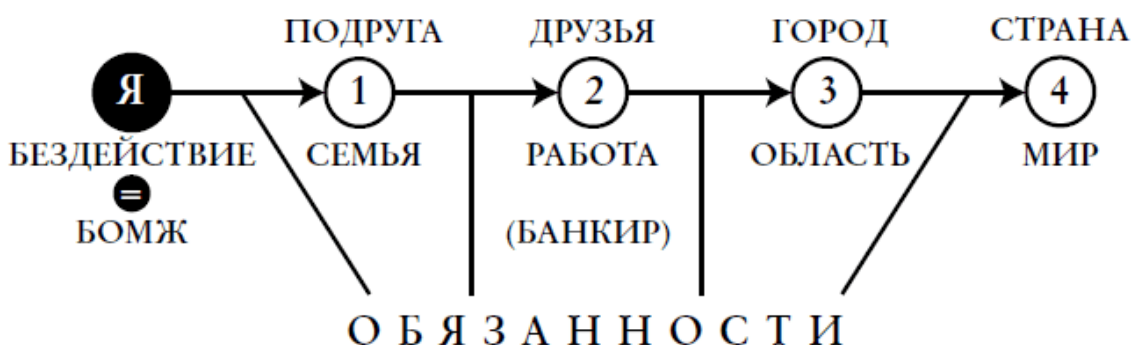 ПОДРУГА ДРУЗЬЯ ГОРОД СТРАНА
Я 1 2 3 4
БЕЗДЕЙСТВИЕ СЕМЬЯ РАБОТА ОБЛАСТЬ МИР
=
БОМЖ (БАНКИР)
ОБЯЗАННОСТИ